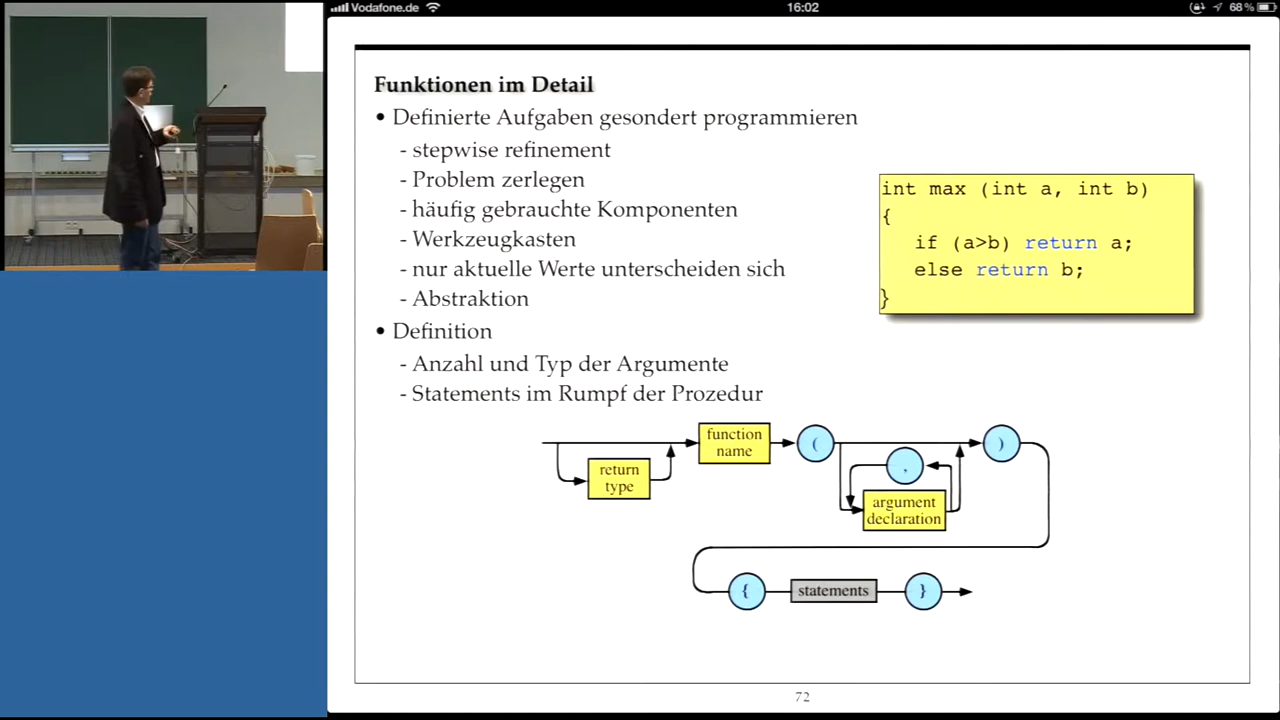 Vodafone.de
16:02
68 %
Funktionen im Detail
• Definierte Aufgaben gesondert programmieren
- stepwise refinement
- Problem zerlegen
- häufig gebrauchte Komponenten
- Werkzeugkasten
- nur aktuelle Werte unterscheiden sich
- Abstraktion
• Definition
- Anzahl und Typ der Argumente
- Statements im Rumpf der Prozedur
int max (int a, int b)
{
if (a>b) return a;
else return b;
}
function
name
(
)
return
type
,
argument
declaration
{
statements
}
72